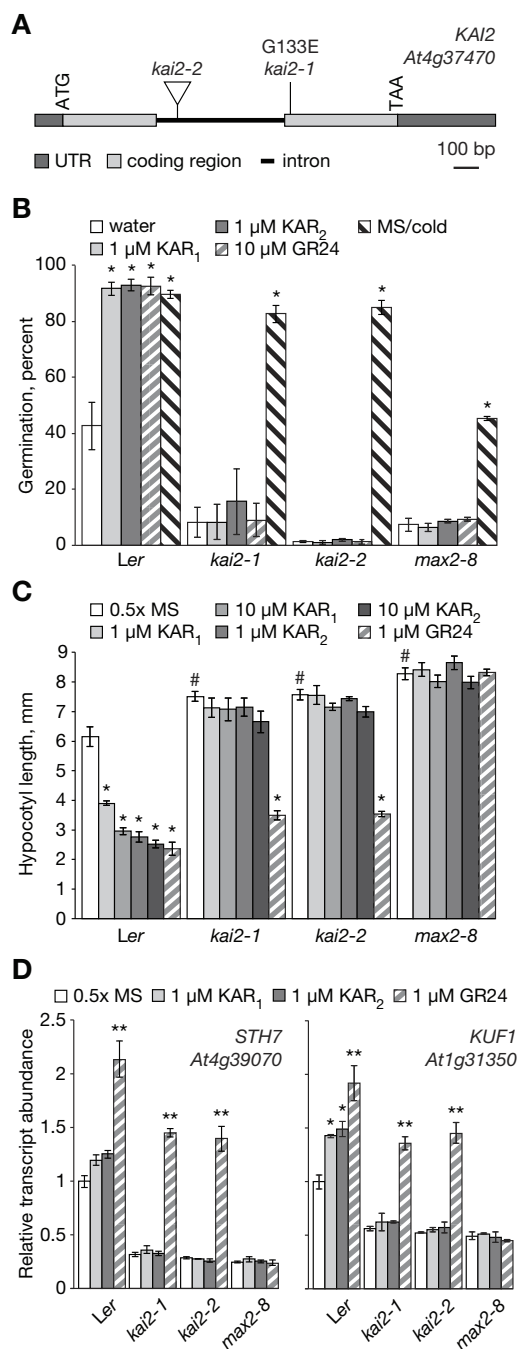 A
G133E KAI2
kai2-2 kai2-1 At4g37470
ATG TAA
100 bp
UTR coding region intron
B
water 1 µM KAR2 MS/cold
1 µM KAR1 10 µM GR24
Germination, percent
100
* * * *
80
* *
60
40
*
20
0
Ler kai2-1 kai2-2 max2-8
C
0.5x MS 10 µM KAR1 10 µM KAR2
1 µM KAR1 1 µM KAR2 1 µM GR24
Hypocotyl length, mm
9
8
7
6
5
4
3
2
1
0
# # #
* * * * *
* *
Ler kai2-1 kai2-2 max2-8
D
0.5x MS 1 µM KAR1 1 µM KAR2 1 µM GR24
Relative transcript abundance
2.5
2
1.5
1
0.5
0
STH7
At4g39070
** ** **
Ler kai2-1 kai2-2 max2-8
KUF1
At1g31350
* * ** ** **
Ler kai2-1 kai2-2 max2-8